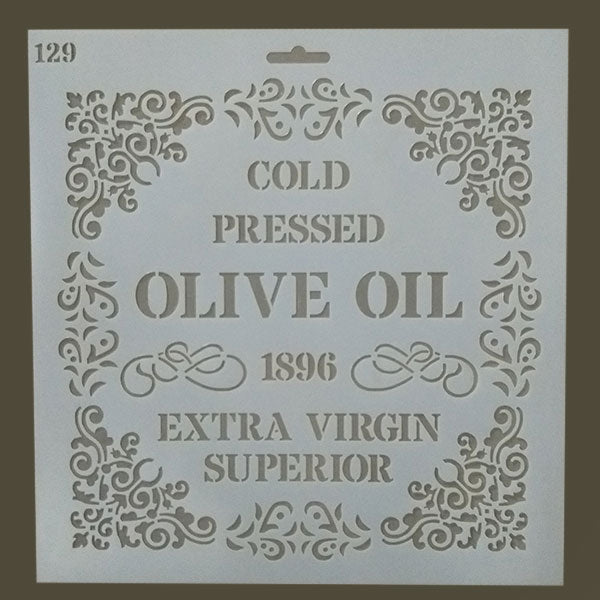 129
COLD
PRESSED
OLIVE OIL
1896
EXTRA VIRGIN
SUPERIOR